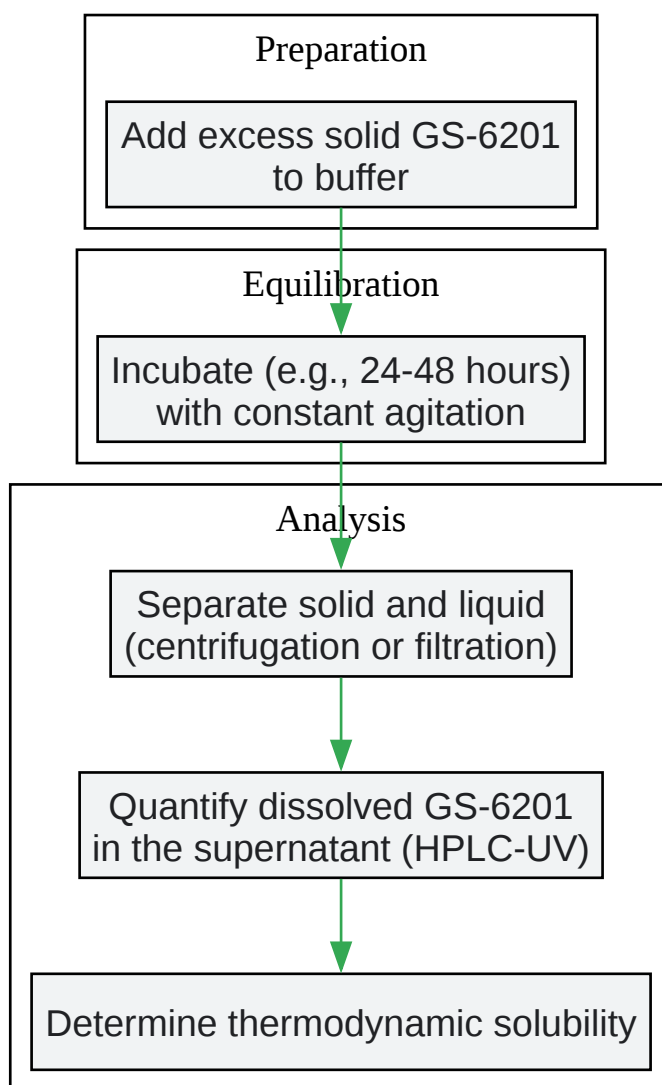 Preparation
Add excess solid GS-6201
to buffer
Equilibration
Incubate (e.g., 24-48 hours)
with constant agitation
Analysis
Separate solid and liquid
(centrifugation or filtration)
Quantify dissolved GS-6201
in the supernatant (HPLC-UV)
Determine thermodynamic solubility